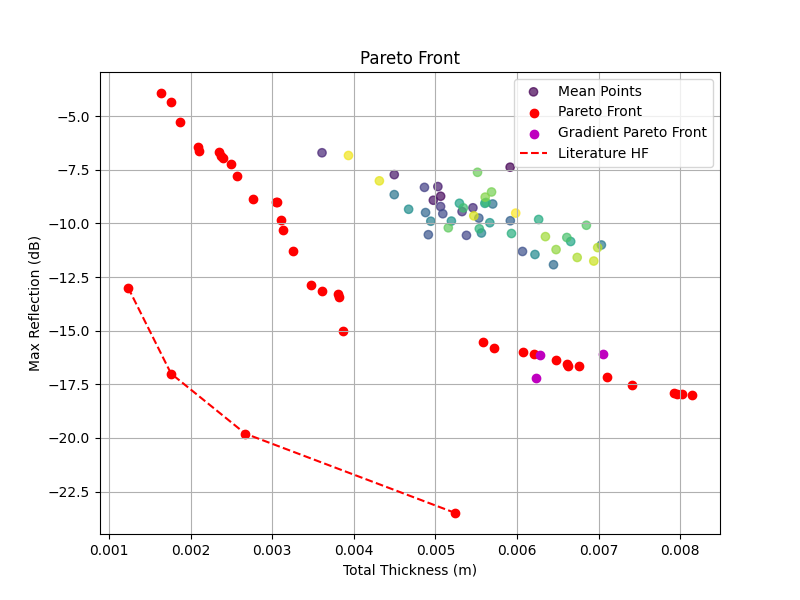 Pareto Front
Mean Points
Pareto Front
Gradient Pareto Front
Literature HF
Max Reflection (dB)
−5.0
−7.5
−10.0
−12.5
−15.0
−17.5
−20.0
−22.5
0.001 0.002 0.003 0.004 0.005 0.006 0.007 0.008
Total Thickness (m)